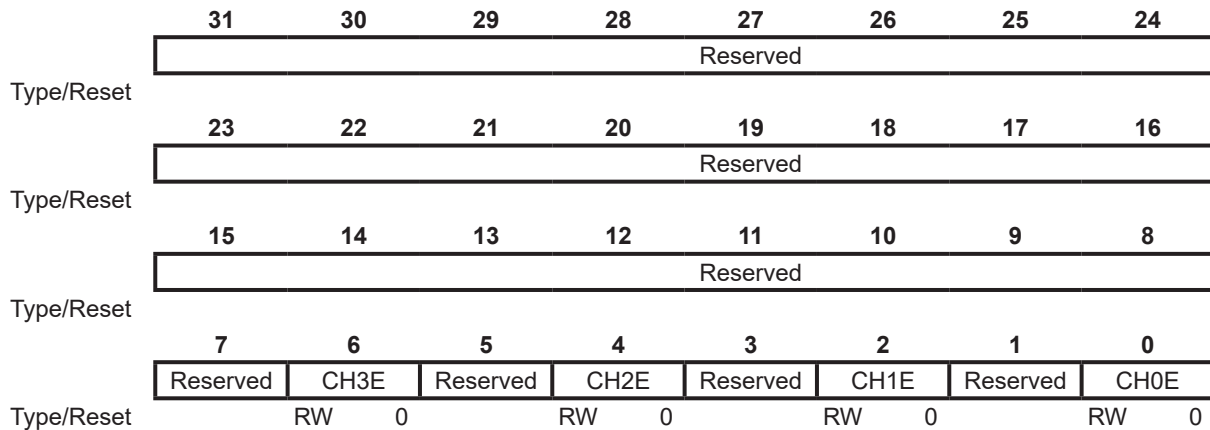 31 30 29 28 27 26 25 24
Reserved
Type/Reset
23 22 21 20 19 18 17 16
Reserved
Type/Reset
15 14 13 12 11 10 9 8
Reserved
Type/Reset
7 6 5 4 3 2 1 0
Reserved CH3E Reserved CH2E Reserved CH1E Reserved CH0E
Type/Reset RW 0 RW 0 RW 0 RW 0